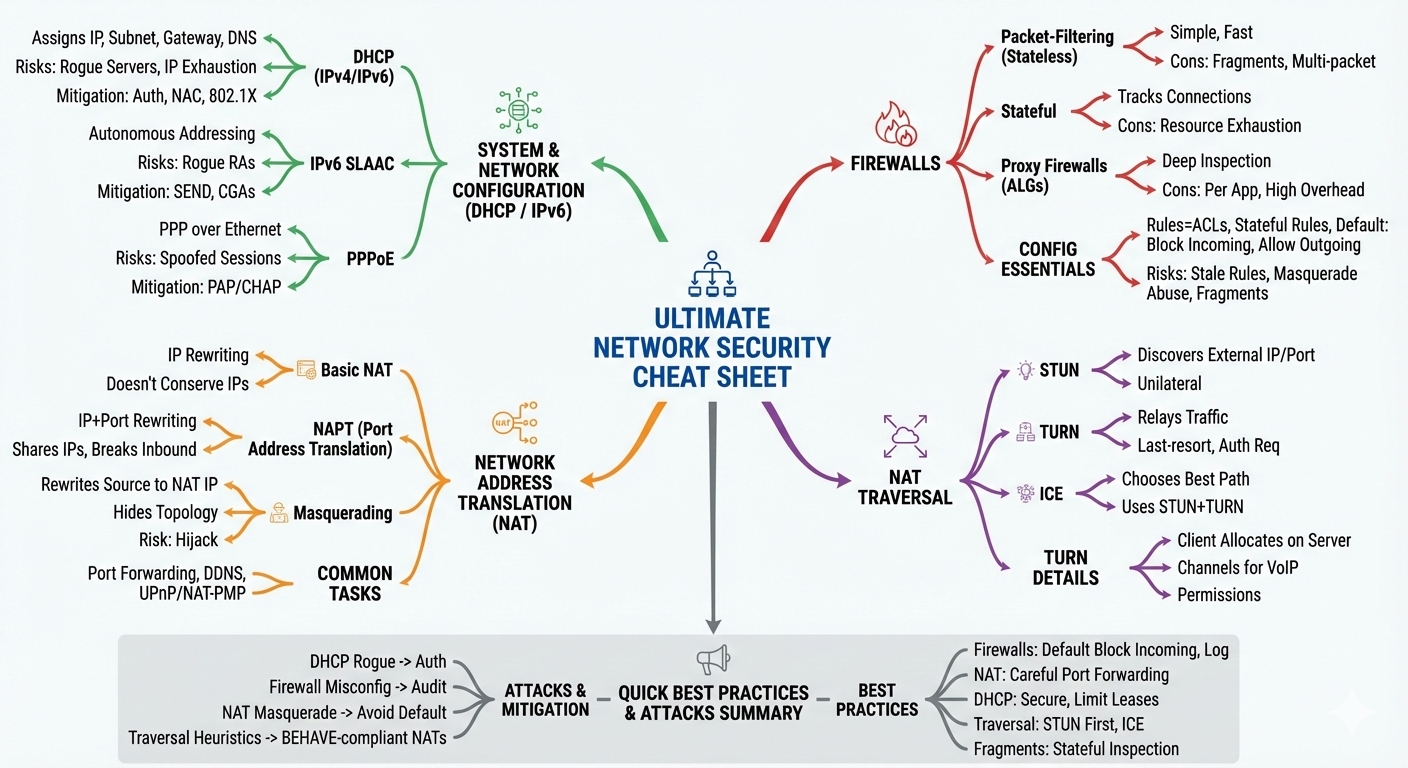 ULTIMATE
NETWORK SECURITY
CHEAT SHEET
SYSTEM &
NETWORK
CONFIGURATION
(DHCP / IPv6)
DHCP
(IPv4/IPv6)
Assigns IP, Subnet, Gateway, DNS
Risks: Rogue Servers, IP Exhaustion
Mitigation: Auth, NAC, 802.1X
IPv6 SLAAC
Autonomous Addressing
Risks: Rogue RAs
Mitigation: SEND, CGAs
PPPoE
PPP over Ethernet
Risks: Spoofed Sessions
Mitigation: PAP/CHAP
FIREWALLS
Packet-Filtering
(Stateless)
Simple, Fast
Cons: Fragments, Multi-packet
Stateful
Tracks Connections
Cons: Resource Exhaustion
Proxy Firewalls
(ALGs)
Deep Inspection
Cons: Per App, High Overhead
CONFIG
ESSENTIALS
Rules=ACLs, Stateful Rules, Default:
Block Incoming, Allow Outgoing
Risks: Stale Rules, Masquerade
Abuse, Fragments
NETWORK
ADDRESS
TRANSLATION
(NAT)
Basic NAT
IP Rewriting
Doesn't Conserve IPs
NAPT (Port
Address Translation)
IP+Port Rewriting
Shares IPs, Breaks Inbound
Masquerading
Rewrites Source to NAT IP
Hides Topology
Risk: Hijack
COMMON
TASKS
Port Forwarding, DDNS,
UPnP/NAT-PMP
NAT
TRAVERSAL
STUN
Discovers External IP/Port
Unilateral
TURN
Relays Traffic
Last-resort, Auth Req
ICE
Chooses Best Path
Uses STUN+TURN
TURN
DETAILS
Client Allocates on Server
Channels for VoIP
Permissions
QUICK BEST PRACTICES
& ATTACKS SUMMARY
ATTACKS &
MITIGATION
DHCP Rogue -> Auth
Firewall Misconfig -> Audit
NAT Masquerade -> Avoid Default
Traversal Heuristics -> BEHAVE-compliant NATs
BEST
PRACTICES
Firewalls: Default Block Incoming, Log
NAT: Careful Port Forwarding
DHCP: Secure, Limit Leases
Traversal: STUN First, ICE
Fragments: Stateful Inspection